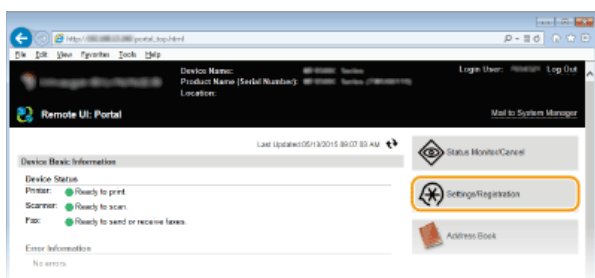 http:// portal_top.html
File Edit View Favorites Tools Help
Device Name: Series
Product Name (Serial Number): Series
Location:
Login User: Log Out
Remote UI: Portal
Mail to System Manager
Last Updated:05/13/2015 09:07:03 AM
Device Basic Information
Device Status
Printer: Ready to print.
Scanner: Ready to scan.
Fax: Ready to send or receive faxes.
Error Information
No errors.
Status Monitor/Cancel
Settings/Registration
Address Book